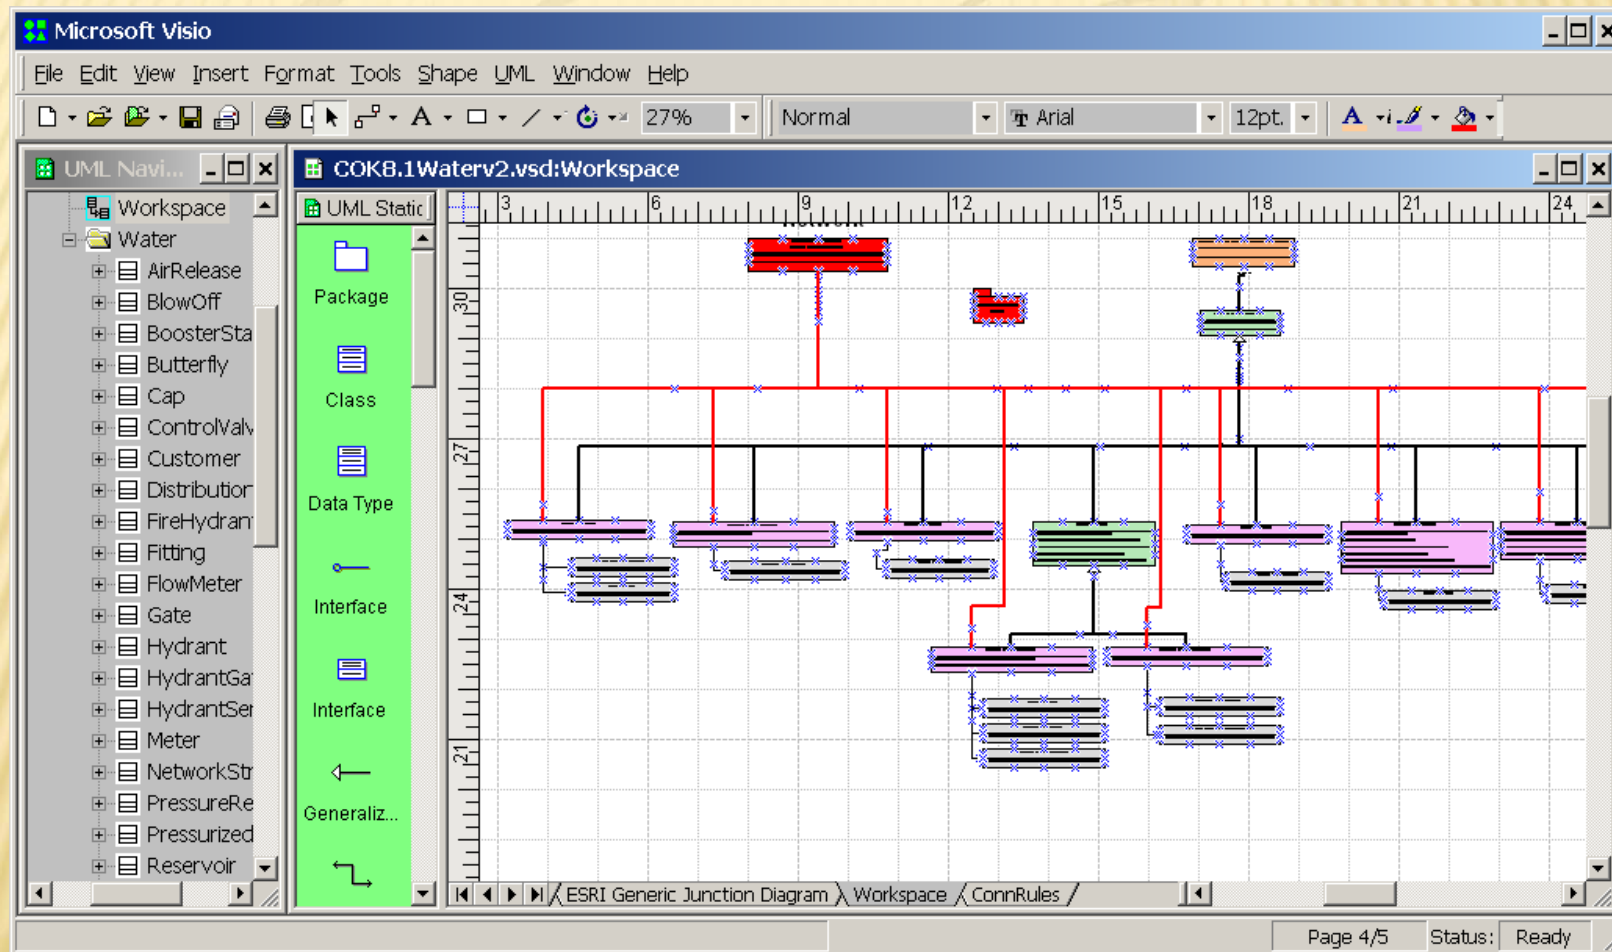 Microsoft Visio
File Edit View Insert Format Tools Shape UML Window Help
27% Normal Arial 12pt.
UML Navi...
COK8.1Waterv2.vsd:Workspace
Workspace
Water
AirRelease
BlowOff
BoosterSta
Butterfly
Cap
ControlValv
Customer
Distribution
FireHydran
Fitting
FlowMeter
Gate
Hydrant
HydrantGa
HydrantSer
Meter
NetworkStr
PressureRe
Pressurized
Reservoir
UML Static
Package
Class
Data Type
Interface
Interface
Generaliz...
3 6 9 12 15 18 21 24
Network
30
27
24
21
ESRI Generic Junction Diagram Workspace ConnRules
Page 4/5 Status: Ready